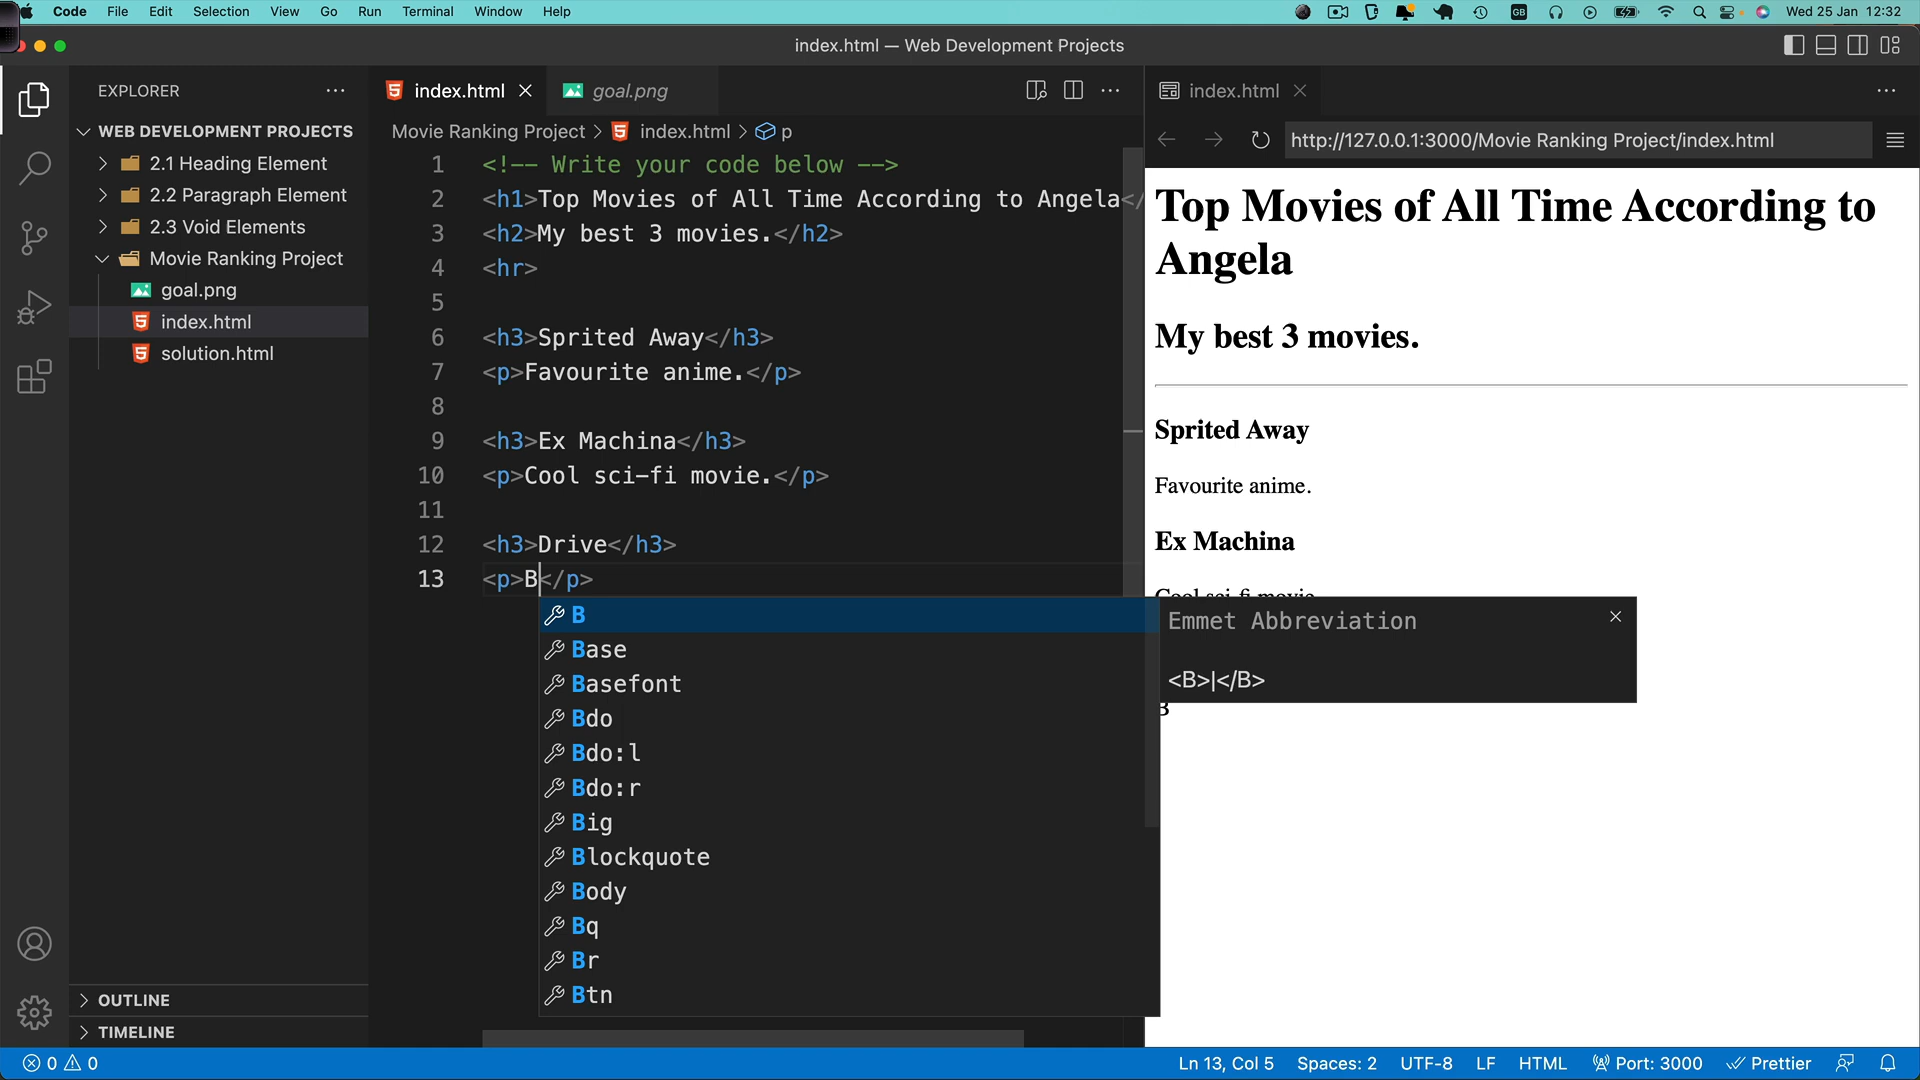 Code File Edit Selection View Go Run Terminal Window Help GB Wed 25 Jan 12:32
index.html — Web Development Projects
EXPLORER
WEB DEVELOPMENT PROJECTS
2.1 Heading Element
2.2 Paragraph Element
2.3 Void Elements
Movie Ranking Project
goal.png
index.html
solution.html
OUTLINE
TIMELINE
index.html goal.png
Movie Ranking Project > index.html > p
1 <!-- Write your code below -->
2 <h1>Top Movies of All Time According to Angela</
3 <h2>My best 3 movies.</h2>
4 <hr>
5
6 <h3>Sprited Away</h3>
7 <p>Favourite anime.</p>
8
9 <h3>Ex Machina</h3>
10 <p>Cool sci-fi movie.</p>
11
12 <h3>Drive</h3>
13 <p>B</p>
B
Base
Basefont
Bdo
Bdo:l
Bdo:r
Big
Blockquote
Body
Bq
Br
Btn
Emmet Abbreviation
<B>|</B>
index.html
http://127.0.0.1:3000/Movie Ranking Project/index.html
Top Movies of All Time According to
Angela
My best 3 movies.
Sprited Away
Favourite anime.
Ex Machina
Cool sci-fi movie.
B
0 0 Ln 13, Col 5 Spaces: 2 UTF-8 LF HTML Port: 3000 Prettier